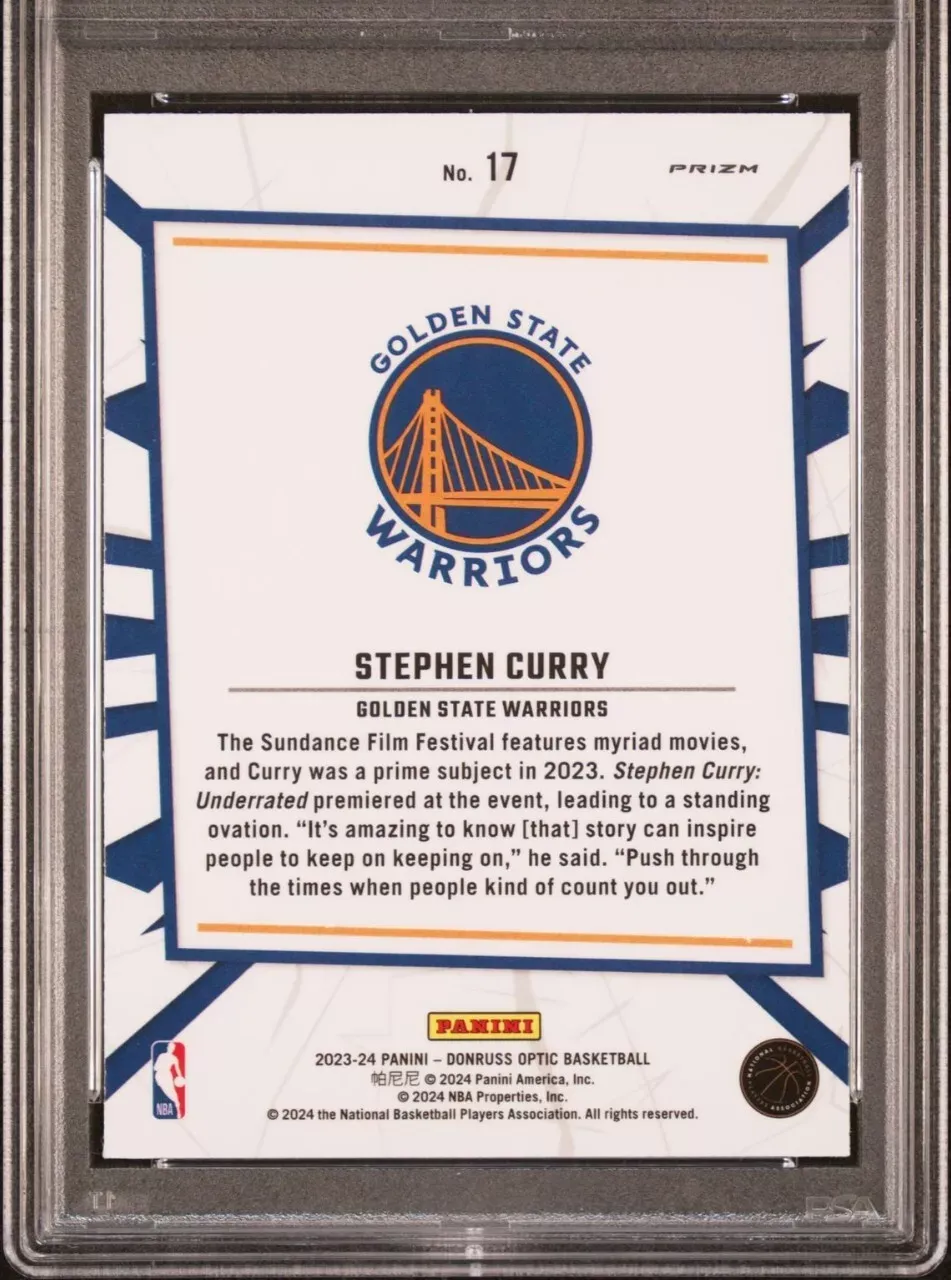 No. 17
PRIZM
GOLDEN STATE
WARRIORS
STEPHEN CURRY
GOLDEN STATE WARRIORS
The Sundance Film Festival features myriad movies,
and Curry was a prime subject in 2023. Stephen Curry:
Underrated premiered at the event, leading to a standing
ovation. “It’s amazing to know [that] story can inspire
people to keep on keeping on,” he said. “Push through
the times when people kind of count you out.”
PANINI
2023-24 PANINI – DONRUSS OPTIC BASKETBALL
帕尼尼 © 2024 Panini America, Inc.
© 2024 NBA Properties, Inc.
© 2024 the National Basketball Players Association. All rights reserved.
NBA
NATIONAL BASKETBALL
PLAYERS ASSOCIATION
PSA